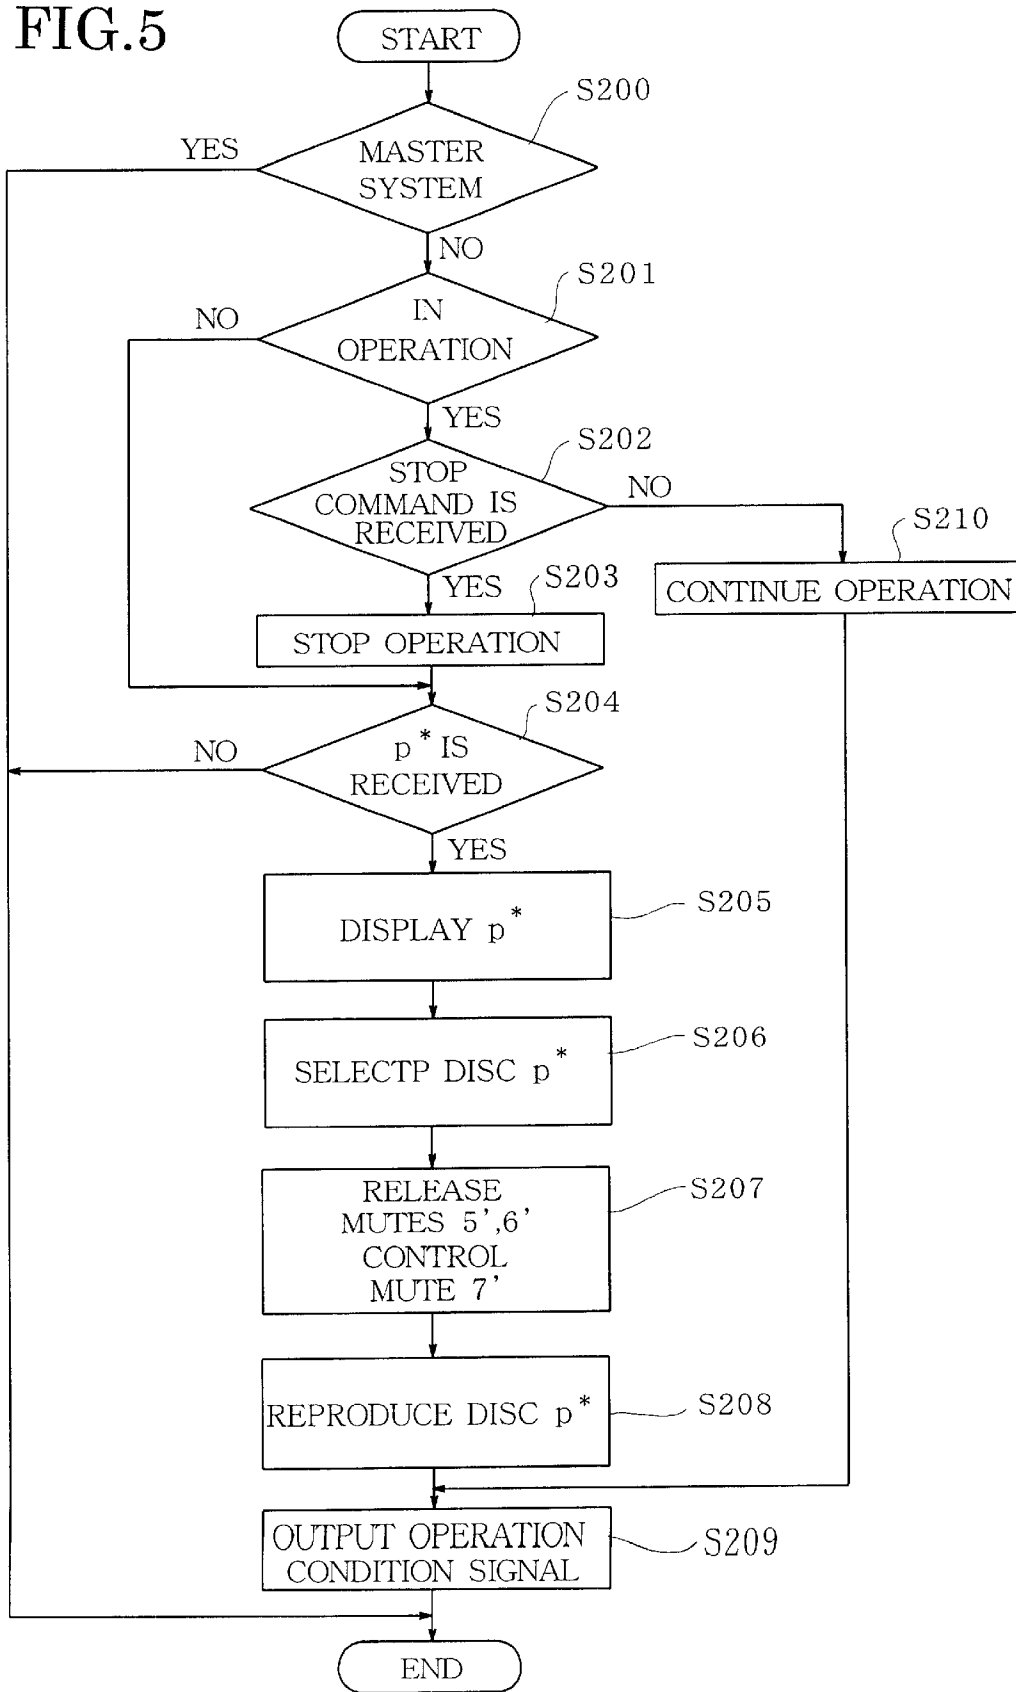 FIG.5
START
S200
YES
MASTER
SYSTEM
NO
S201
NO
IN
OPERATION
YES
S202
STOP
COMMAND IS
RECEIVED
NO
S210
YES
S203
CONTINUE OPERATION
STOP OPERATION
S204
NO
p* IS
RECEIVED
YES
S205
DISPLAY p*
S206
SELECTP DISC p*
S207
RELEASE
MUTES 5',6'
CONTROL
MUTE 7'
S208
REPRODUCE DISC p*
S209
OUTPUT OPERATION
CONDITION SIGNAL
END